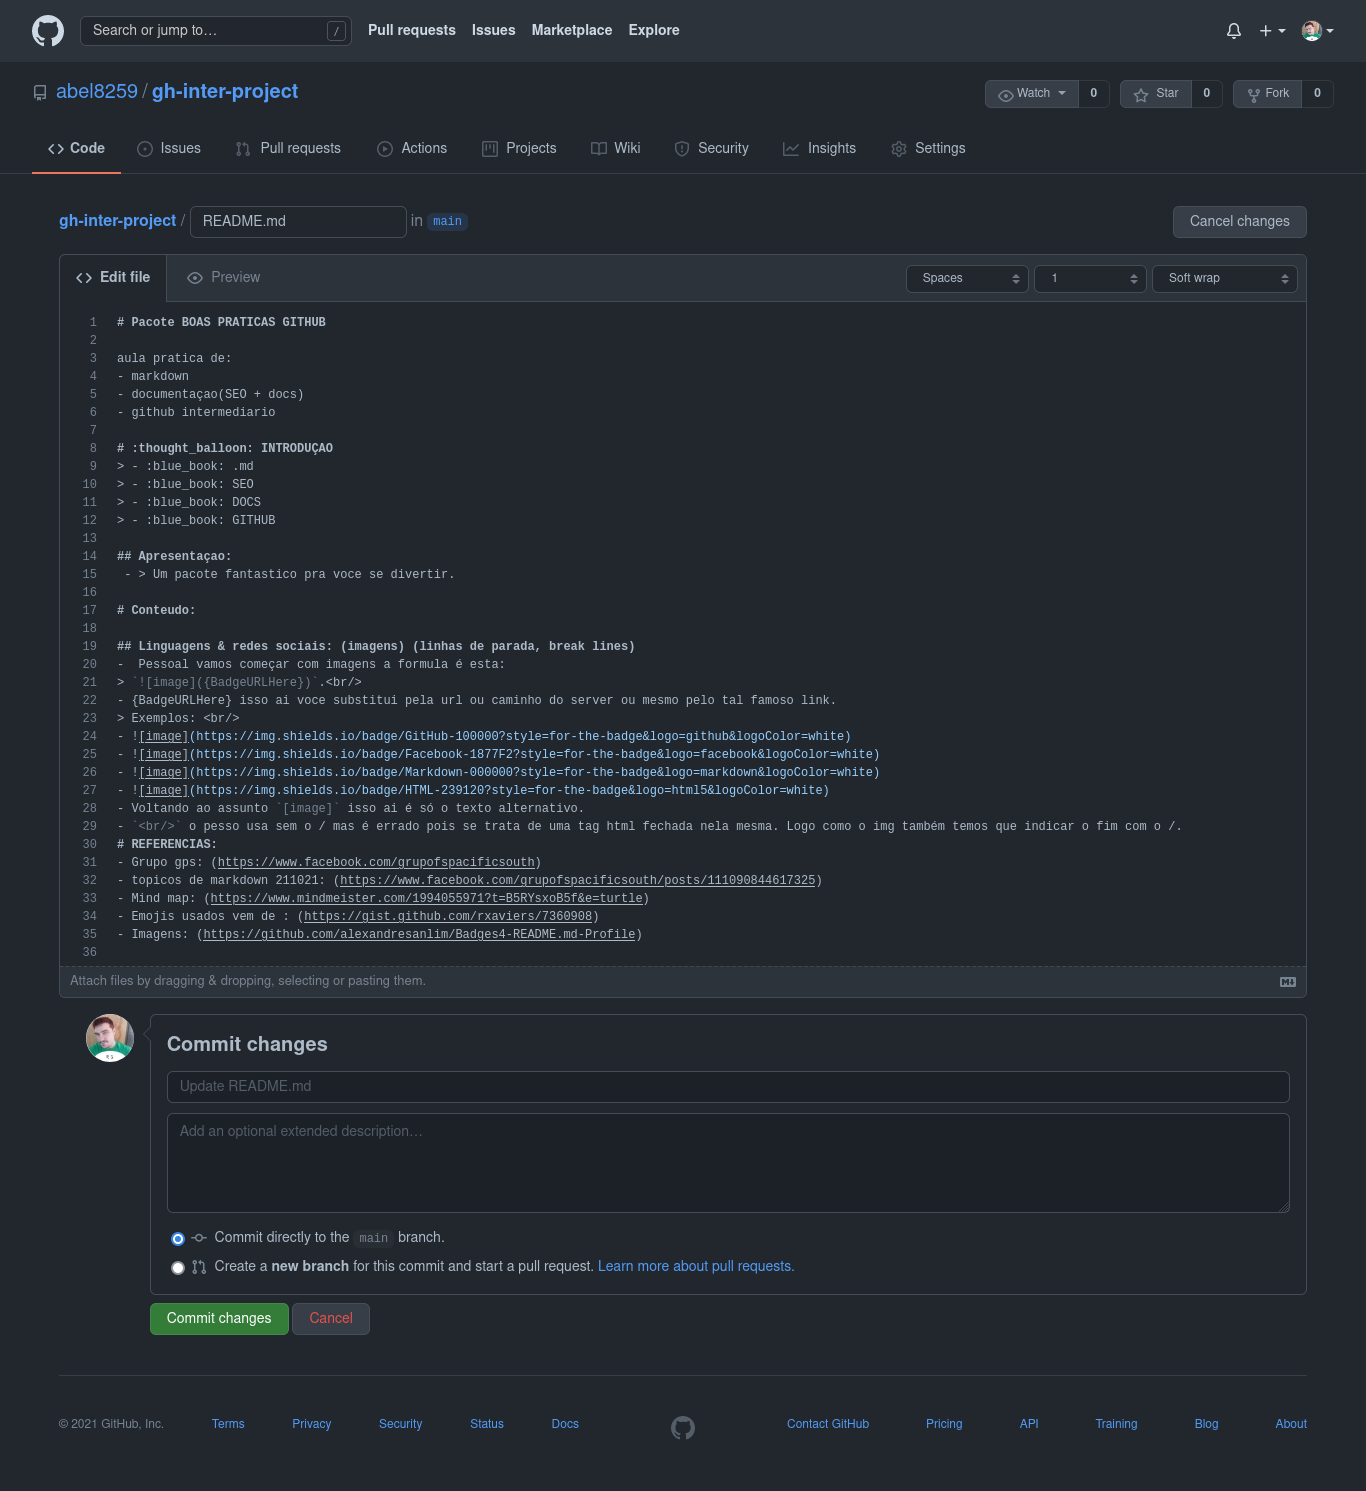 Search or jump to… /
Pull requests Issues Marketplace Explore
abel8259 / gh-inter-project
Watch 0 Star 0 Fork 0
Code Issues Pull requests Actions Projects Wiki Security Insights Settings
gh-inter-project / README.md in main Cancel changes
Edit file Preview Spaces 1 Soft wrap
1 # Pacote BOAS PRATICAS GITHUB
2
3 aula pratica de:
4 - markdown
5 - documentaçao(SEO + docs)
6 - github intermediario
7
8 # :thought_balloon: INTRODUÇAO
9 > - :blue_book: .md
10 > - :blue_book: SEO
11 > - :blue_book: DOCS
12 > - :blue_book: GITHUB
13
14 ## Apresentaçao:
15 - > Um pacote fantastico pra voce se divertir.
16
17 # Conteudo:
18
19 ## Linguagens & redes sociais: (imagens) (linhas de parada, break lines)
20 -  Pessoal vamos começar com imagens a formula é esta:
21 > `![image]({BadgeURLHere})`.<br/>
22 - {BadgeURLHere} isso ai voce substitui pela url ou caminho do server ou mesmo pelo tal famoso link.
23 > Exemplos: <br/>
24 - ![image](https://img.shields.io/badge/GitHub-100000?style=for-the-badge&logo=github&logoColor=white)
25 - ![image](https://img.shields.io/badge/Facebook-1877F2?style=for-the-badge&logo=facebook&logoColor=white)
26 - ![image](https://img.shields.io/badge/Markdown-000000?style=for-the-badge&logo=markdown&logoColor=white)
27 - ![image](https://img.shields.io/badge/HTML-239120?style=for-the-badge&logo=html5&logoColor=white)
28 - Voltando ao assunto `[image]` isso ai é só o texto alternativo.
29 - `<br/>` o pesso usa sem o / mas é errado pois se trata de uma tag html fechada nela mesma. Logo como o img também temos que indicar o fim com o /.
30 # REFERENCIAS:
31 - Grupo gps: (https://www.facebook.com/grupofspacificsouth)
32 - topicos de markdown 211021: (https://www.facebook.com/grupofspacificsouth/posts/111090844617325)
33 - Mind map: (https://www.mindmeister.com/1994055971?t=B5RYsxoB5f&e=turtle)
34 - Emojis usados vem de : (https://gist.github.com/rxaviers/7360908)
35 - Imagens: (https://github.com/alexandresanlim/Badges4-README.md-Profile)
36
Attach files by dragging & dropping, selecting or pasting them.
Commit changes
Update README.md
Add an optional extended description…
Commit directly to the main branch.
Create a new branch for this commit and start a pull request. Learn more about pull requests.
Commit changes Cancel
© 2021 GitHub, Inc. Terms Privacy Security Status Docs Contact GitHub Pricing API Training Blog About